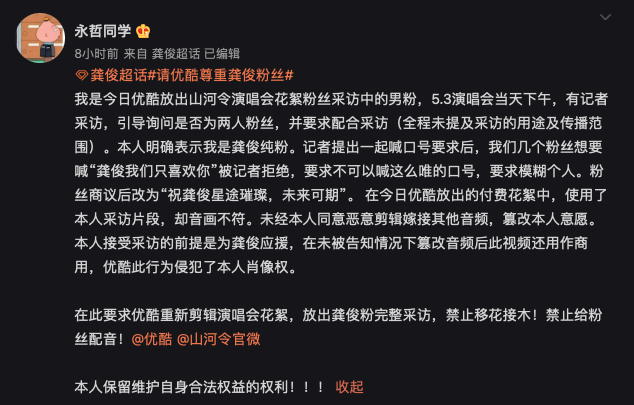 永哲同学
8小时前 来自 龚俊超话 已编辑
龚俊超话#请优酷尊重龚俊粉丝#
我是今日优酷放出山河令演唱会花絮粉丝采访中的男粉，5.3演唱会当天下午，有记者
采访，引导询问是否为两人粉丝，并要求配合采访（全程未提及采访的用途及传播范
围）。本人明确表示我是龚俊纯粉。记者提出一起喊口号要求后，我们几个粉丝想要
喊“龚俊我们只喜欢你”被记者拒绝，要求不可以喊这么唯的口号，要求模糊个人。粉
丝商议后改为“祝龚俊星途璀璨，未来可期”。 在今日优酷放出的付费花絮中，使用了
本人采访片段，却音画不符。未经本人同意恶意剪辑嫁接其他音频，篡改本人意愿。
本人接受采访的前提是为龚俊应援，在未被告知情况下篡改音频后此视频还用作商
用，优酷此行为侵犯了本人肖像权。
在此要求优酷重新剪辑演唱会花絮，放出龚俊粉完整采访，禁止移花接木！禁止给粉
丝配音！@优酷 @山河令官微
本人保留维护自身合法权益的权利！！！ 收起